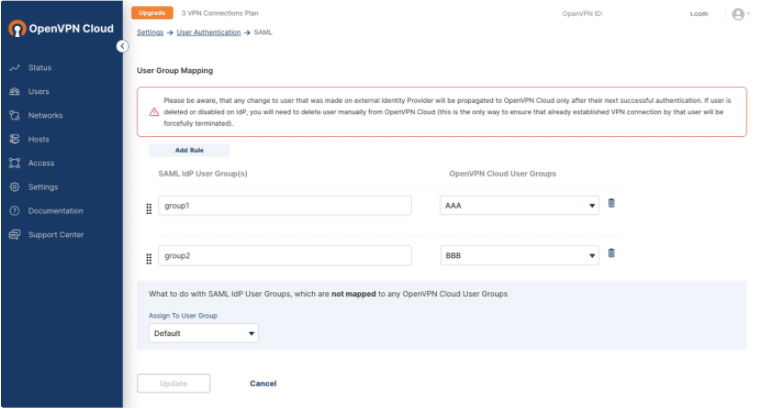 Upgrade 3 VPN Connections Plan OpenVPN ID: .com
OpenVPN Cloud
Settings → User Authentication → SAML
Status
Users
Networks
Hosts
Access
Settings
Documentation
Support Center
User Group Mapping
Please be aware, that any change to user that was made on external Identity Provider will be propagated to OpenVPN Cloud only after their next successful authentication. If user is
deleted or disabled on IdP, you will need to delete user manually from OpenVPN Cloud (this is the only way to ensure that already established VPN connection by that user will be
forcefully terminated).
Add Rule
SAML IdP User Group(s) OpenVPN Cloud User Groups
group1 AAA
group2 BBB
What to do with SAML IdP User Groups, which are not mapped to any OpenVPN Cloud User Groups
Assign To User Group
Default
Update Cancel